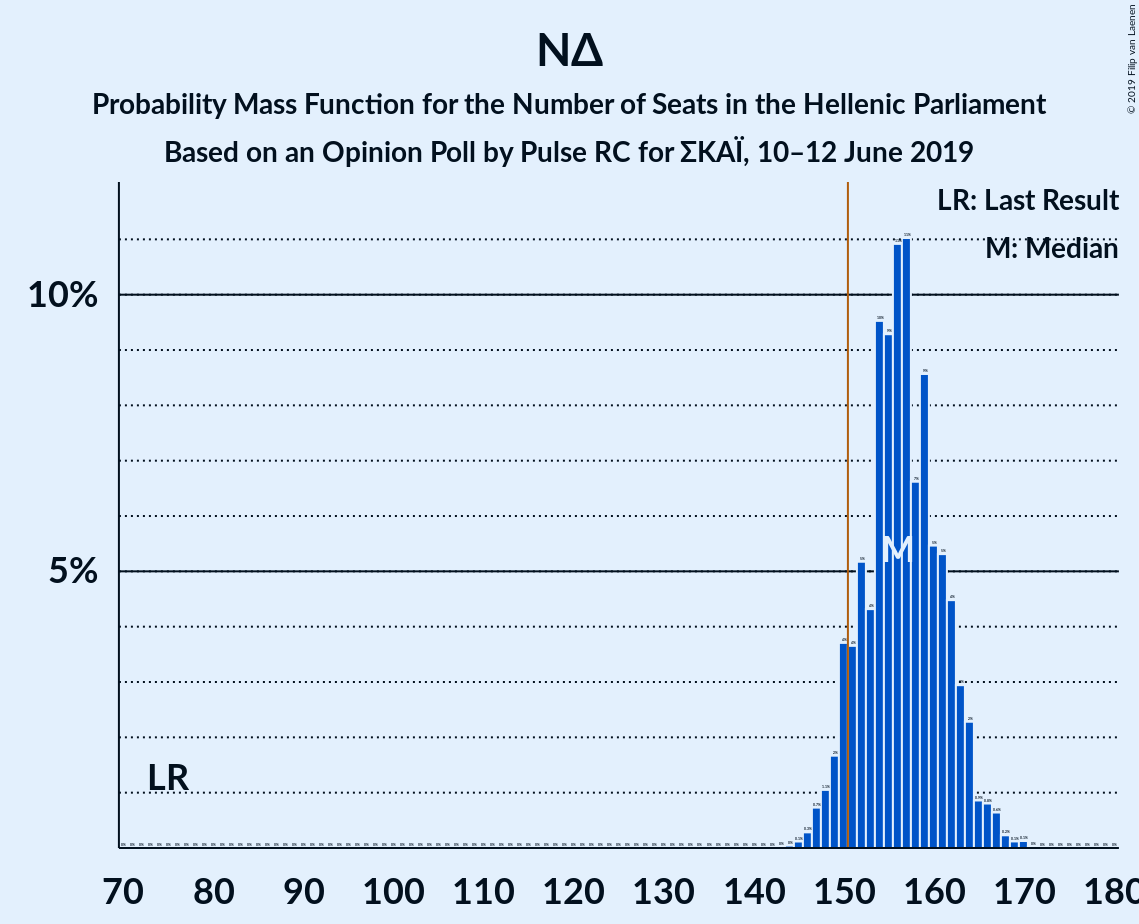 ΝΔ
Probability Mass Function for the Number of Seats in the Hellenic Parliament
Based on an Opinion Poll by Pulse RC for ΣΚΑΪ, 10–12 June 2019
© 2019 Filip van Laenen
LR: Last Result
M: Median
10%
5%
LR
M
70 80 90 100 110 120 130 140 150 160 170 180